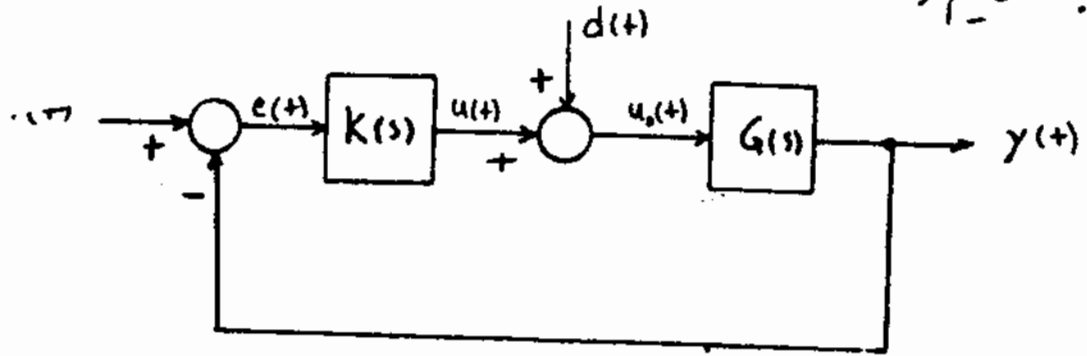 d(t)
e(t)
K(s)
u(t)
+
u₀(t)
G(s)
y(t)
+
+
-